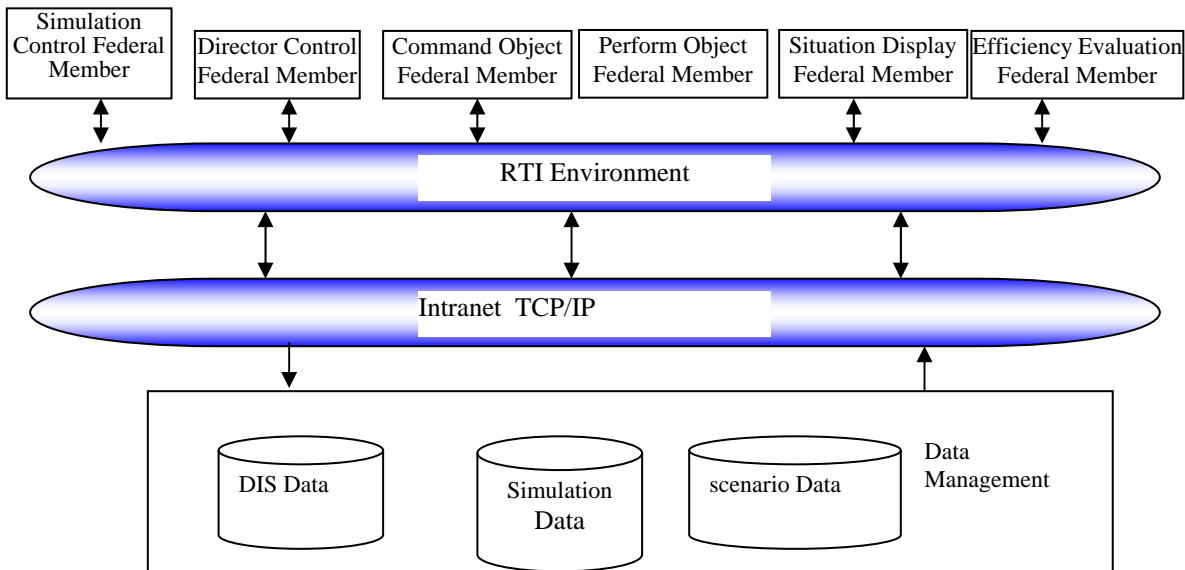 Simulation
Control Federal
Member
Director Control
Federal Member
Command Object
Federal Member
Perform Object
Federal Member
Situation Display
Federal Member
Efficiency Evaluation
Federal Member
RTI Environment
Intranet TCP/IP
DIS Data
Simulation
Data
scenario Data
Data
Management